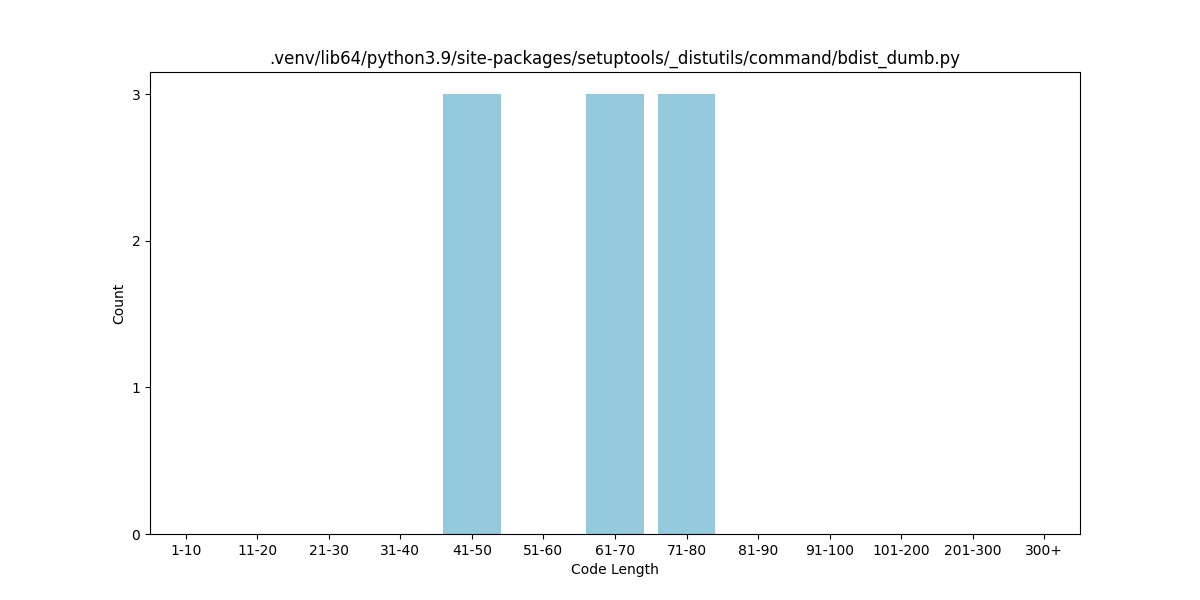 .venv/lib64/python3.9/site-packages/setuptools/_distutils/command/bdist_dumb.py
3
2
1
0
Count
1-10 11-20 21-30 31-40 41-50 51-60 61-70 71-80 81-90 91-100 101-200 201-300 300+
Code Length